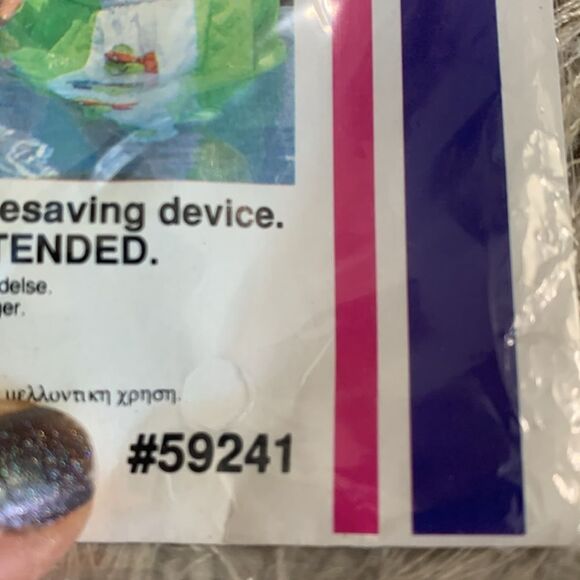 esaving device.
TENDED.
delse.
ger.
μελλοντικη χρηση.
#59241